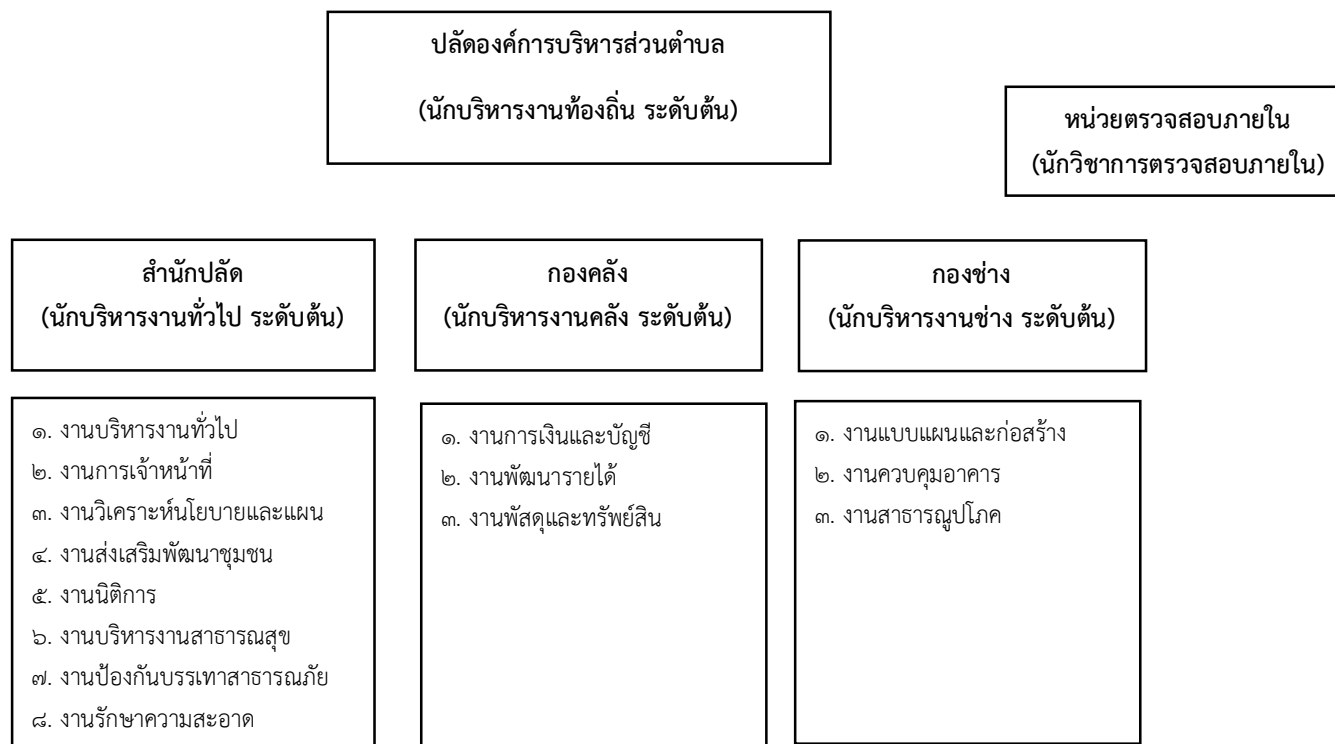 ปลัดองค์การบริหารส่วนตำบล
(นักบริหารงานท้องถิ่น ระดับต้น)
หน่วยตรวจสอบภายใน
(นักวิชาการตรวจสอบภายใน)
สำนักปลัด
(นักบริหารงานทั่วไป ระดับต้น)
กองคลัง
(นักบริหารงานคลัง ระดับต้น)
กองช่าง
(นักบริหารงานช่าง ระดับต้น)
๑. งานบริหารงานทั่วไป
๒. งานการเจ้าหน้าที่
๓. งานวิเคราะห์นโยบายและแผน
๔. งานส่งเสริมพัฒนาชุมชน
๕. งานนิติการ
๖. งานบริหารงานสาธารณสุข
๗. งานป้องกันบรรเทาสาธารณภัย
๘. งานรักษาความสะอาด
๑. งานการเงินและบัญชี
๒. งานพัฒนารายได้
๓. งานพัสดุและทรัพย์สิน
๑. งานแบบแผนและก่อสร้าง
๒. งานควบคุมอาคาร
๓. งานสาธารณูปโภค